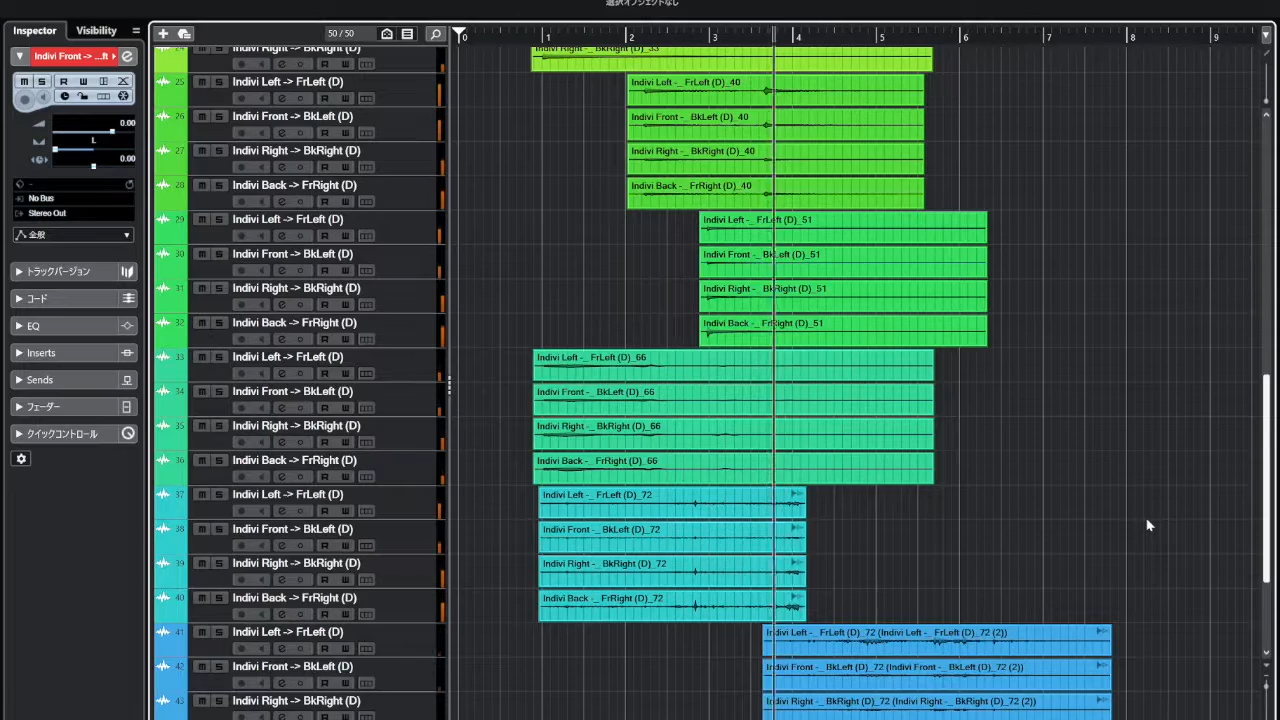 選択オブジェクトなし
Inspector
Visibility
50 / 50
0
1
2
3
4
5
6
7
8
9
Indivi Front -> ...ft
M S R W
0.00
L
0.00
-
No Bus
Stereo Out
全般
トラックバージョン
コード
EQ
Inserts
Sends
フェーダー
クイックコントロール
24 Indivi Right -> BkRight (D)
Indivi Right -_ BkRight (D)_33
25 Indivi Left -> FrLeft (D)
Indivi Left -_ FrLeft (D)_40
26 Indivi Front -> BkLeft (D)
Indivi Front -_ BkLeft (D)_40
27 Indivi Right -> BkRight (D)
Indivi Right -_ BkRight (D)_40
28 Indivi Back -> FrRight (D)
Indivi Back -_ FrRight (D)_40
29 Indivi Left -> FrLeft (D)
Indivi Left -_ FrLeft (D)_51
30 Indivi Front -> BkLeft (D)
Indivi Front -_ BkLeft (D)_51
31 Indivi Right -> BkRight (D)
Indivi Right -_ BkRight (D)_51
32 Indivi Back -> FrRight (D)
Indivi Back -_ FrRight (D)_51
33 Indivi Left -> FrLeft (D)
Indivi Left -_ FrLeft (D)_66
34 Indivi Front -> BkLeft (D)
Indivi Front -_ BkLeft (D)_66
35 Indivi Right -> BkRight (D)
Indivi Right -_ BkRight (D)_66
36 Indivi Back -> FrRight (D)
Indivi Back -_ FrRight (D)_66
37 Indivi Left -> FrLeft (D)
Indivi Left -_ FrLeft (D)_72
38 Indivi Front -> BkLeft (D)
Indivi Front -_ BkLeft (D)_72
39 Indivi Right -> BkRight (D)
Indivi Right -_ BkRight (D)_72
40 Indivi Back -> FrRight (D)
Indivi Back -_ FrRight (D)_72
41 Indivi Left -> FrLeft (D)
Indivi Left -_ FrLeft (D)_72 (Indivi Left -_ FrLeft (D)_72 (2))
42 Indivi Front -> BkLeft (D)
Indivi Front -_ BkLeft (D)_72 (Indivi Front -_ BkLeft (D)_72 (2))
43 Indivi Right -> BkRight (D)
Indivi Right -_ BkRight (D)_72 (Indivi Right -_ BkRight (D)_72 (2))